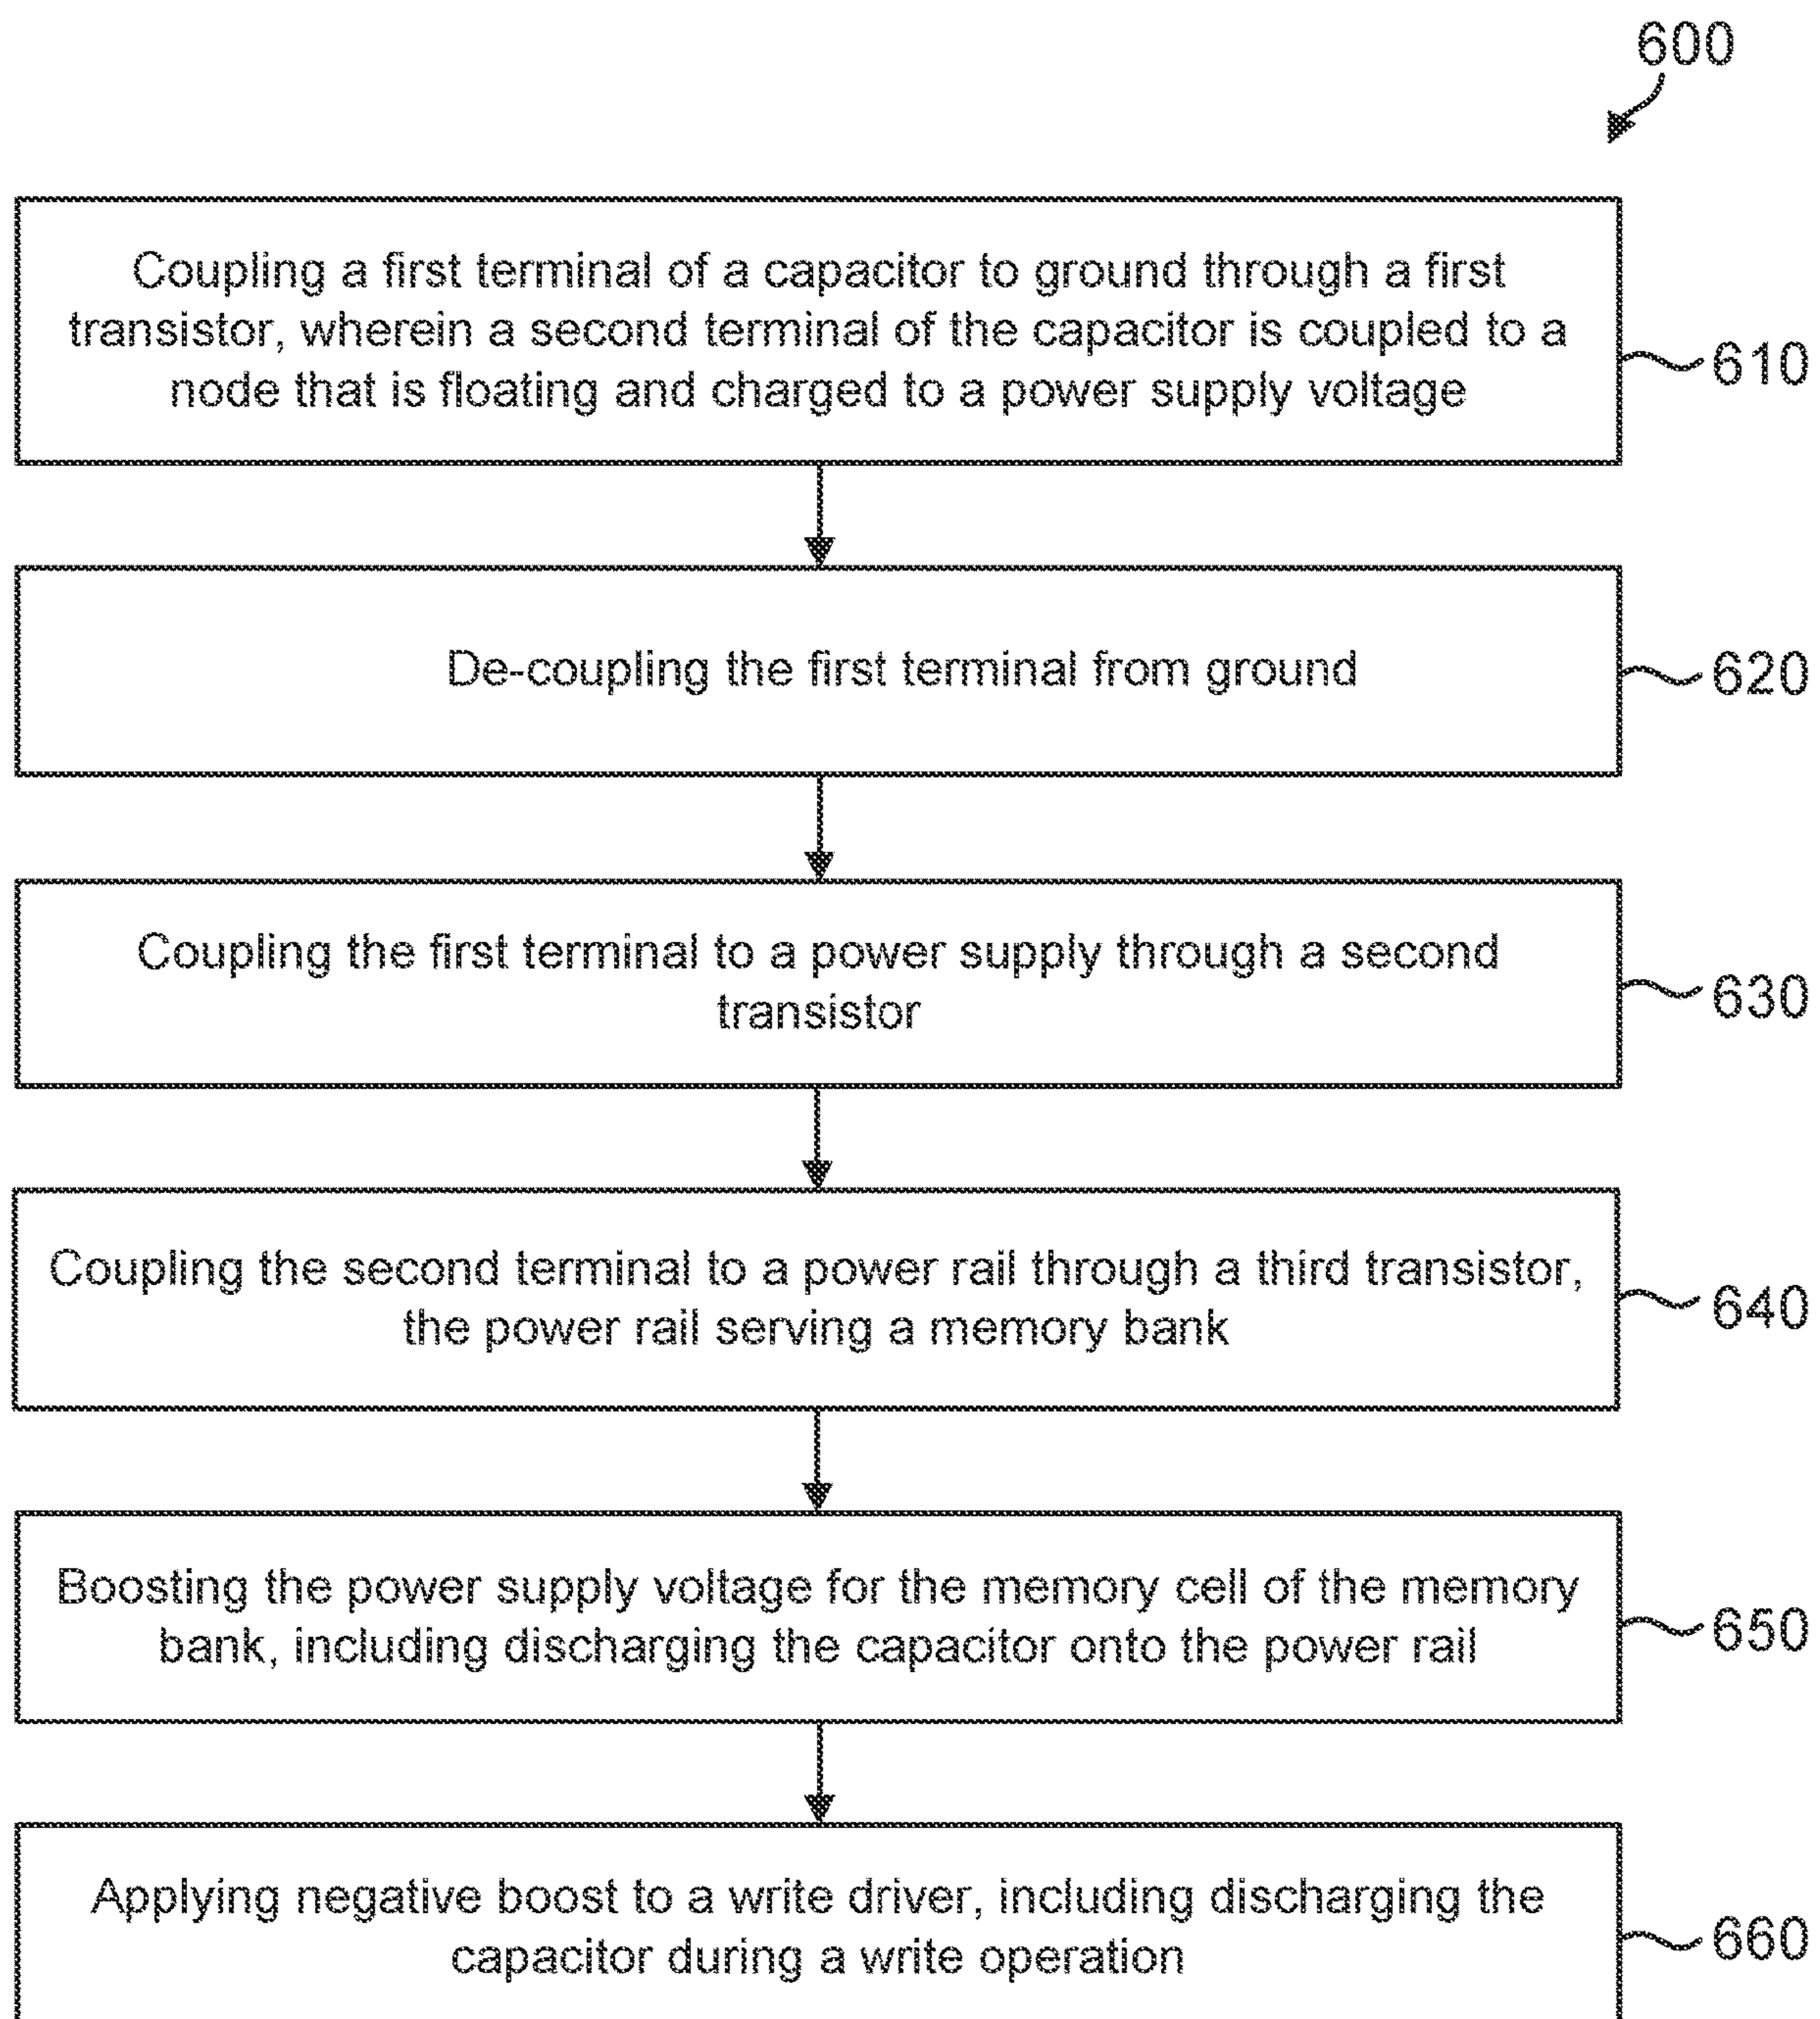 600
Coupling a first terminal of a capacitor to ground through a first
transistor, wherein a second terminal of the capacitor is coupled to a
node that is floating and charged to a power supply voltage
610
De-coupling the first terminal from ground
620
Coupling the first terminal to a power supply through a second
transistor
630
Coupling the second terminal to a power rail through a third transistor,
the power rail serving a memory bank
640
Boosting the power supply voltage for the memory cell of the memory
bank, including discharging the capacitor onto the power rail
650
Applying negative boost to a write driver, including discharging the
capacitor during a write operation
660